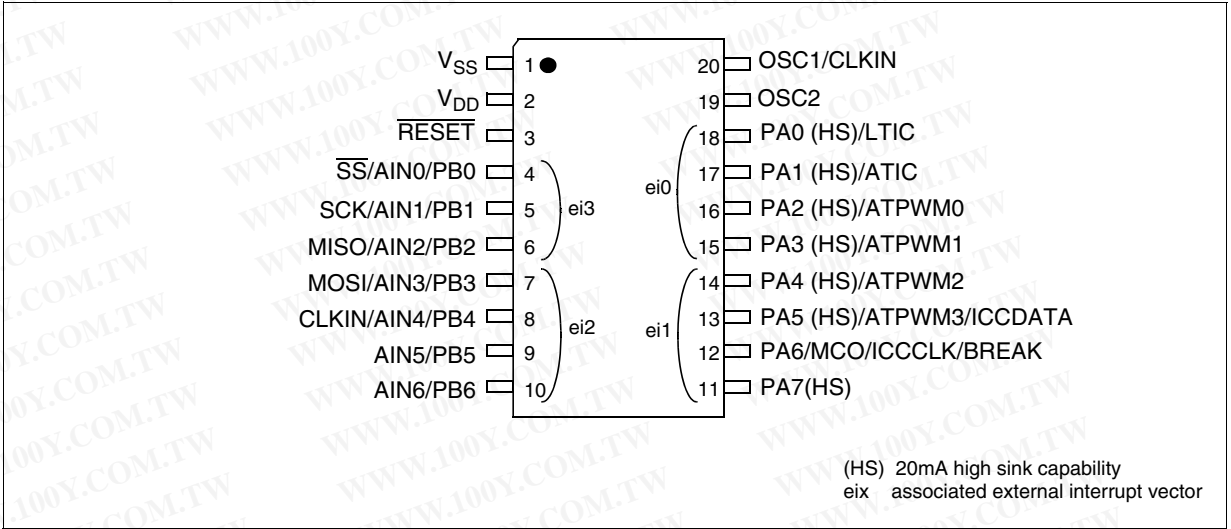 VSS 1 20 OSC1/CLKIN
VDD 2 19 OSC2
RESET 3 18 PA0 (HS)/LTIC
SS/AIN0/PB0 4 17 PA1 (HS)/ATIC
ei3 ei0
SCK/AIN1/PB1 5 16 PA2 (HS)/ATPWM0
MISO/AIN2/PB2 6 15 PA3 (HS)/ATPWM1
MOSI/AIN3/PB3 7 14 PA4 (HS)/ATPWM2
CLKIN/AIN4/PB4 8 13 PA5 (HS)/ATPWM3/ICCDATA
ei2 ei1
AIN5/PB5 9 12 PA6/MCO/ICCCLK/BREAK
AIN6/PB6 10 11 PA7(HS)
(HS) 20mA high sink capability
eix associated external interrupt vector
WWW.100Y.COM.TW